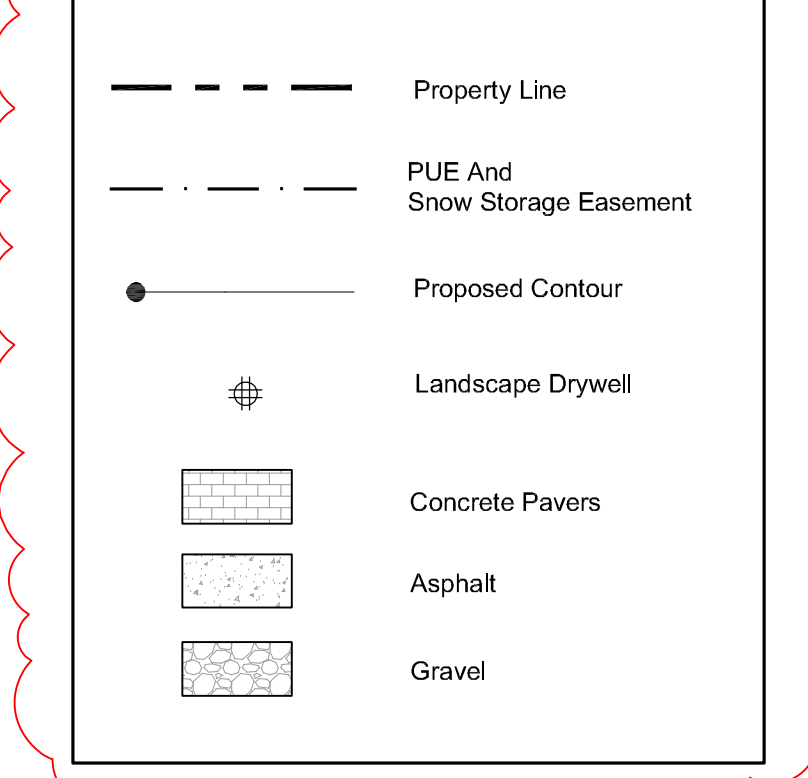 Property Line
PUE And
Snow Storage Easement
Proposed Contour
Landscape Drywell
Concrete Pavers
Asphalt
Gravel